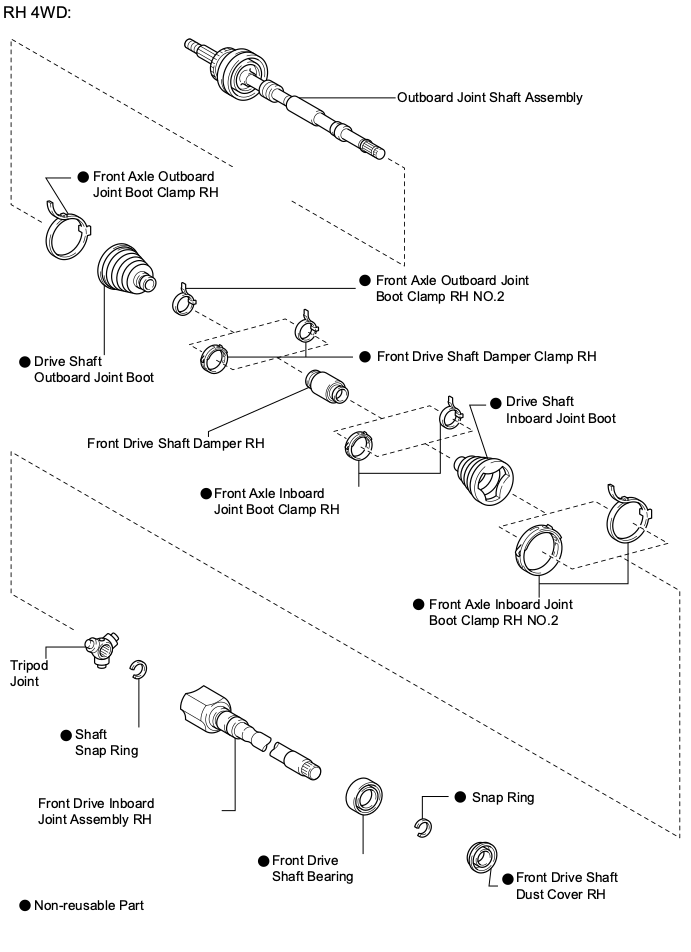 RH 4WD:
Outboard Joint Shaft Assembly
● Front Axle Outboard
Joint Boot Clamp RH
● Front Axle Outboard Joint
Boot Clamp RH NO.2
● Drive Shaft
Outboard Joint Boot
● Front Drive Shaft Damper Clamp RH
● Drive Shaft
Inboard Joint Boot
Front Drive Shaft Damper RH
● Front Axle Inboard
Joint Boot Clamp RH
● Front Axle Inboard Joint
Boot Clamp RH NO.2
Tripod
Joint
● Shaft
Snap Ring
Front Drive Inboard
Joint Assembly RH
● Snap Ring
● Front Drive
Shaft Bearing
● Front Drive Shaft
Dust Cover RH
● Non-reusable Part